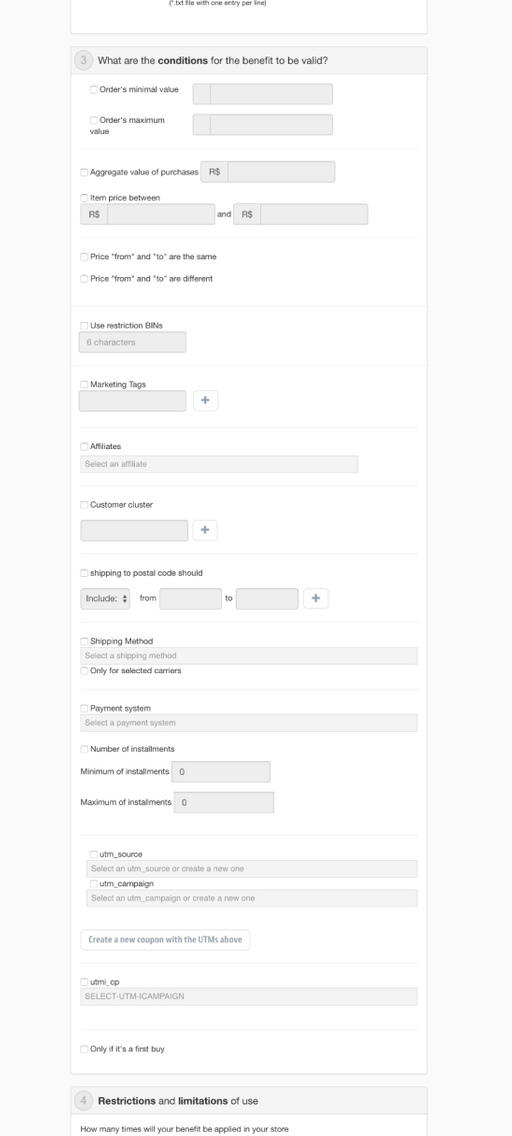 (*.txt file with one entry per line)
3 What are the conditions for the benefit to be valid?
Order's minimal value
Order's maximum
value
Aggregate value of purchases R$
Item price between
R$ and R$
Price "from" and "to" are the same
Price "from" and "to" are different
Use restriction BINs
6 characters
Marketing Tags
+
Affiliates
Select an affiliate
Customer cluster
+
shipping to postal code should
Include: from to +
Shipping Method
Select a shipping method
Only for selected carriers
Payment system
Select a payment system
Number of installments
Minimum of installments 0
Maximum of installments 0
utm_source
Select an utm_source or create a new one
utm_campaign
Select an utm_campaign or create a new one
Create a new coupon with the UTMs above
utmi_cp
SELECT-UTM-ICAMPAIGN
Only if it's a first buy
4 Restrictions and limitations of use
How many times will your benefit be applied in your store